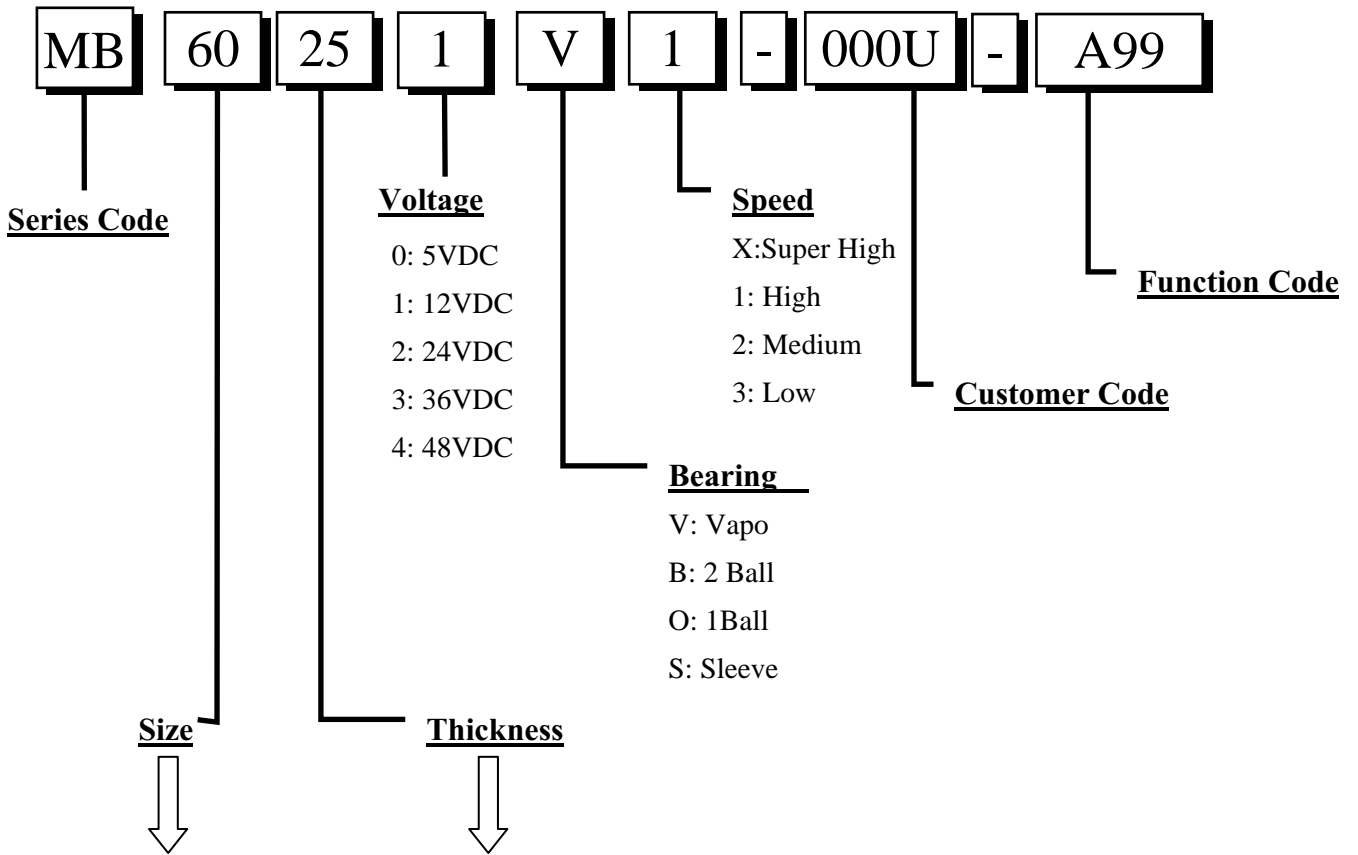 MB 60 25 1 V 1 - 000U - A99
Series Code
Voltage
0: 5VDC
1: 12VDC
2: 24VDC
3: 36VDC
4: 48VDC
Speed
X:Super High
1: High
2: Medium
3: Low
Function Code
Customer Code
Bearing
V: Vapo
B: 2 Ball
O: 1Ball
S: Sleeve
Size
Thickness